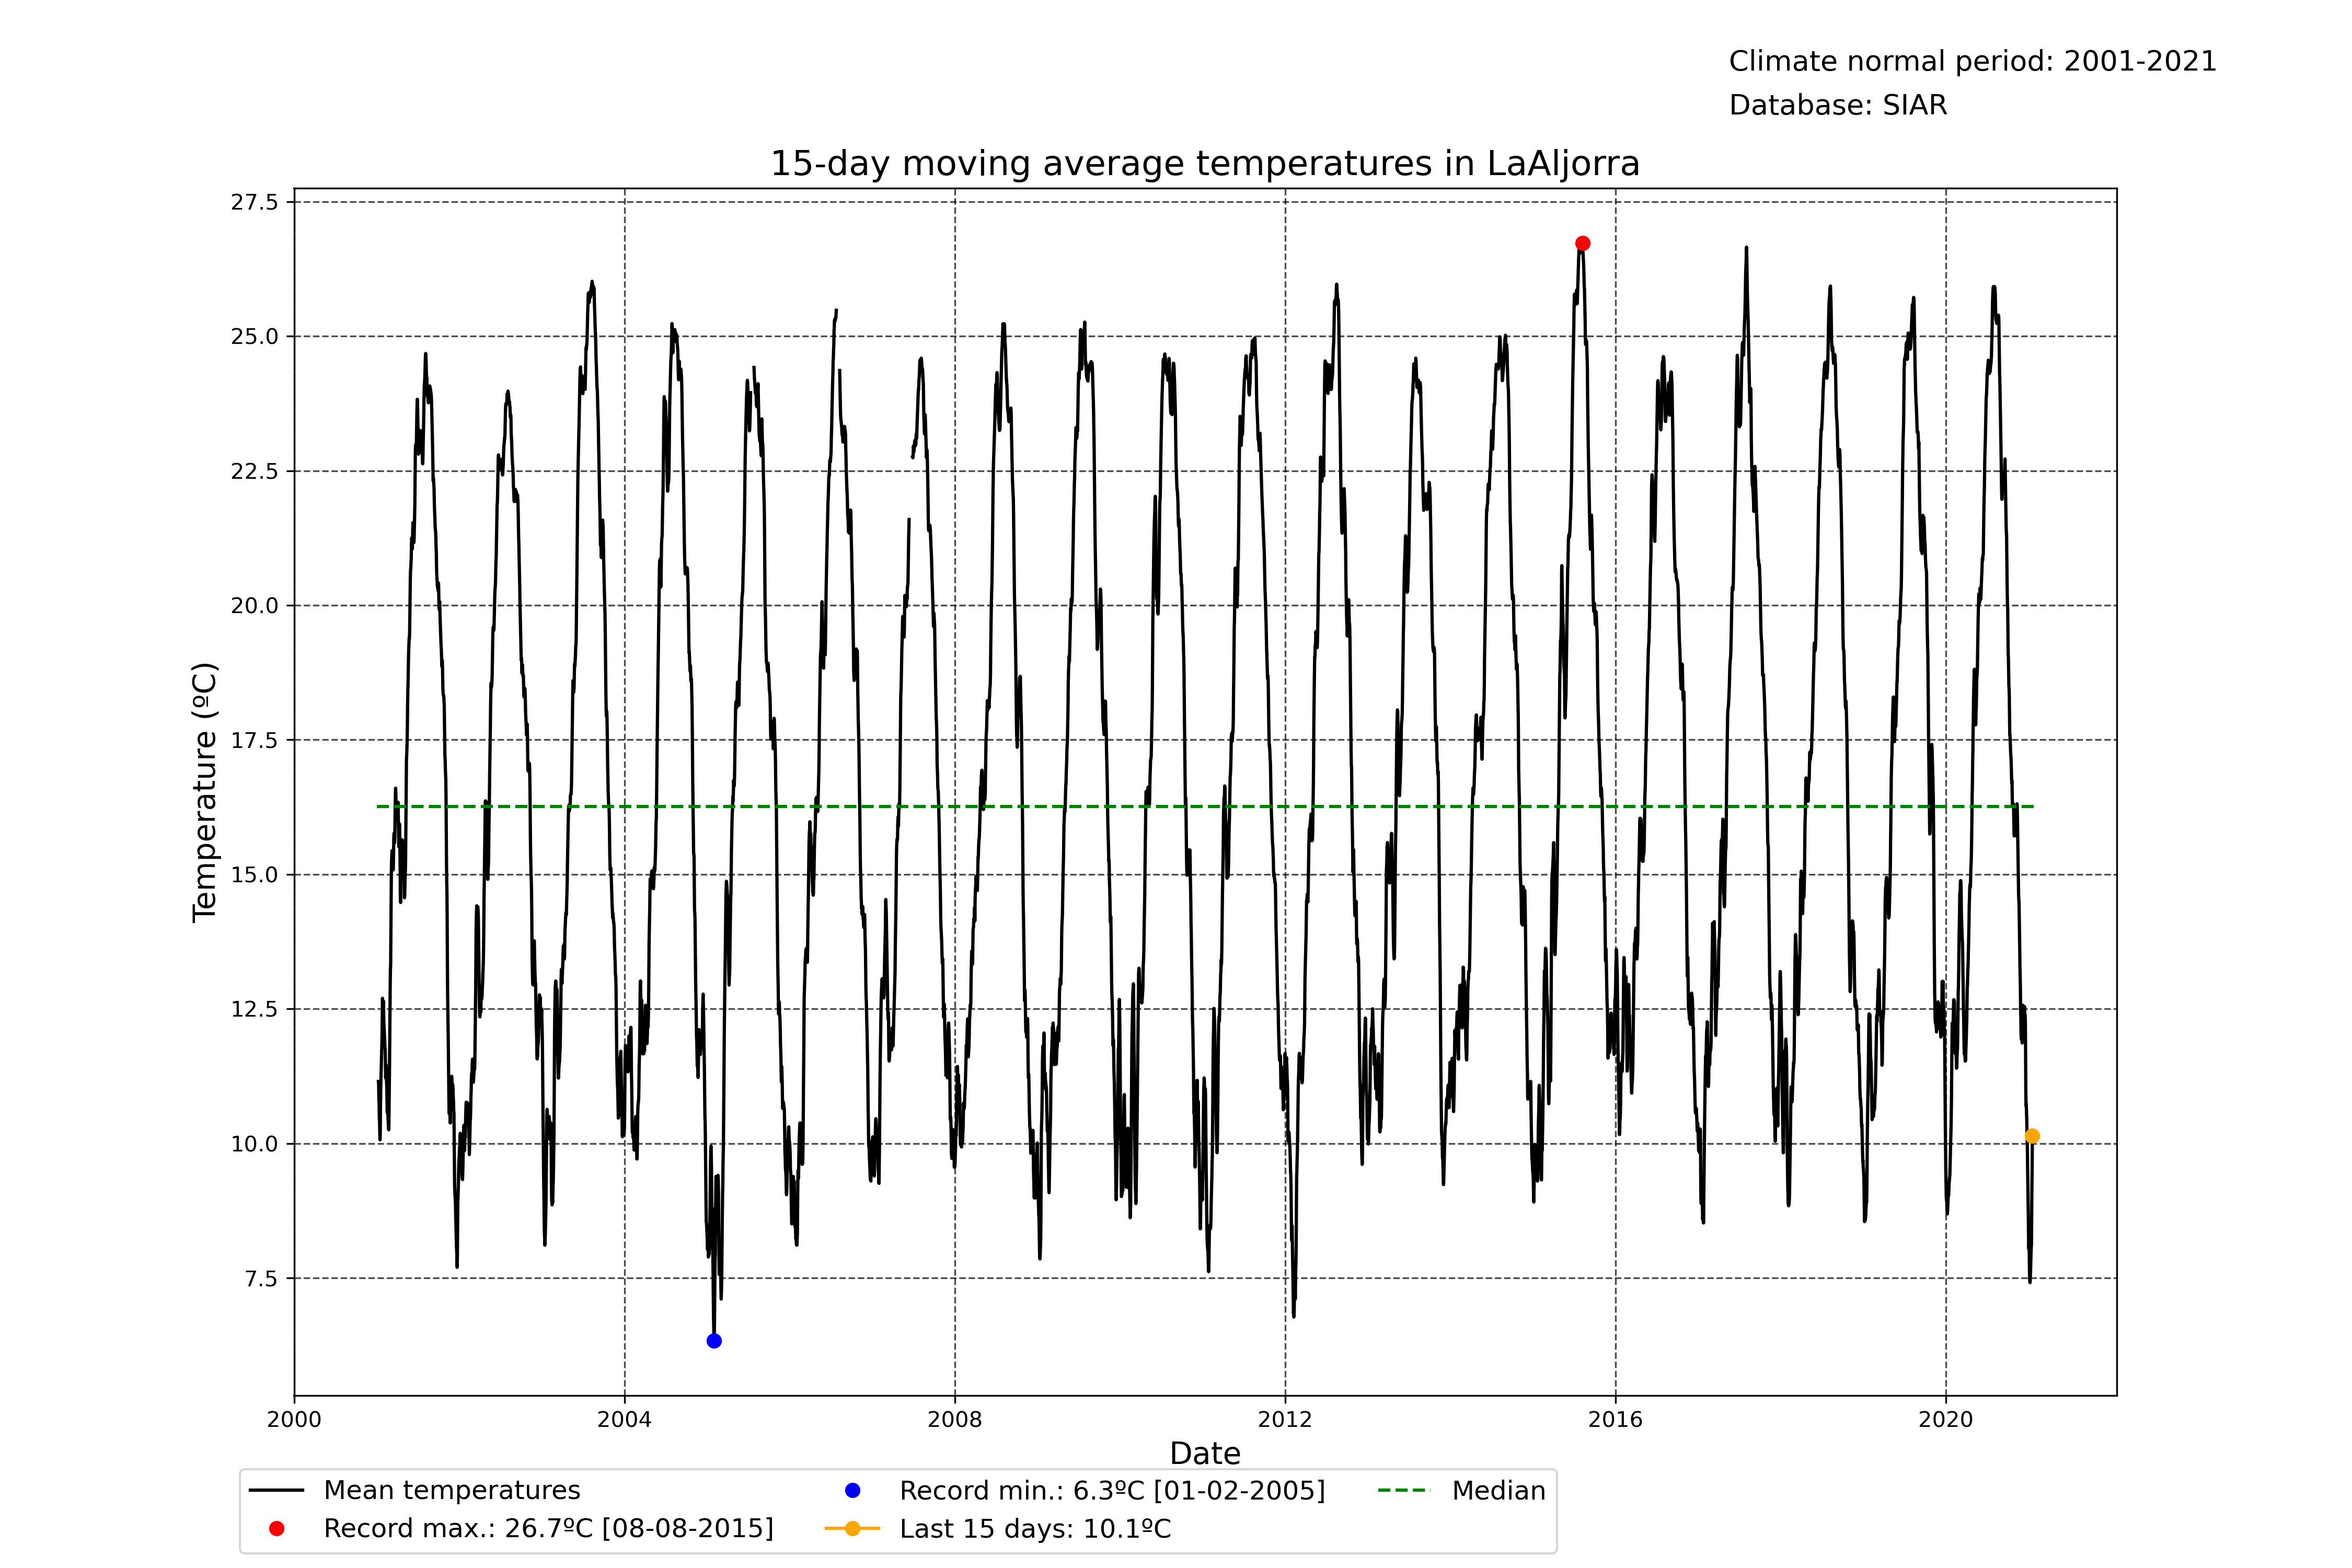 Climate normal period: 2001-2021
Database: SIAR
15-day moving average temperatures in LaAljorra
27.5
25.0
22.5
20.0
17.5
15.0
12.5
10.0
7.5
Temperature (ºC)
2000 2004 2008 2012 2016 2020
Date
Mean temperatures
Record max.: 26.7ºC [08-08-2015]
Record min.: 6.3ºC [01-02-2005]
Last 15 days: 10.1ºC
Median